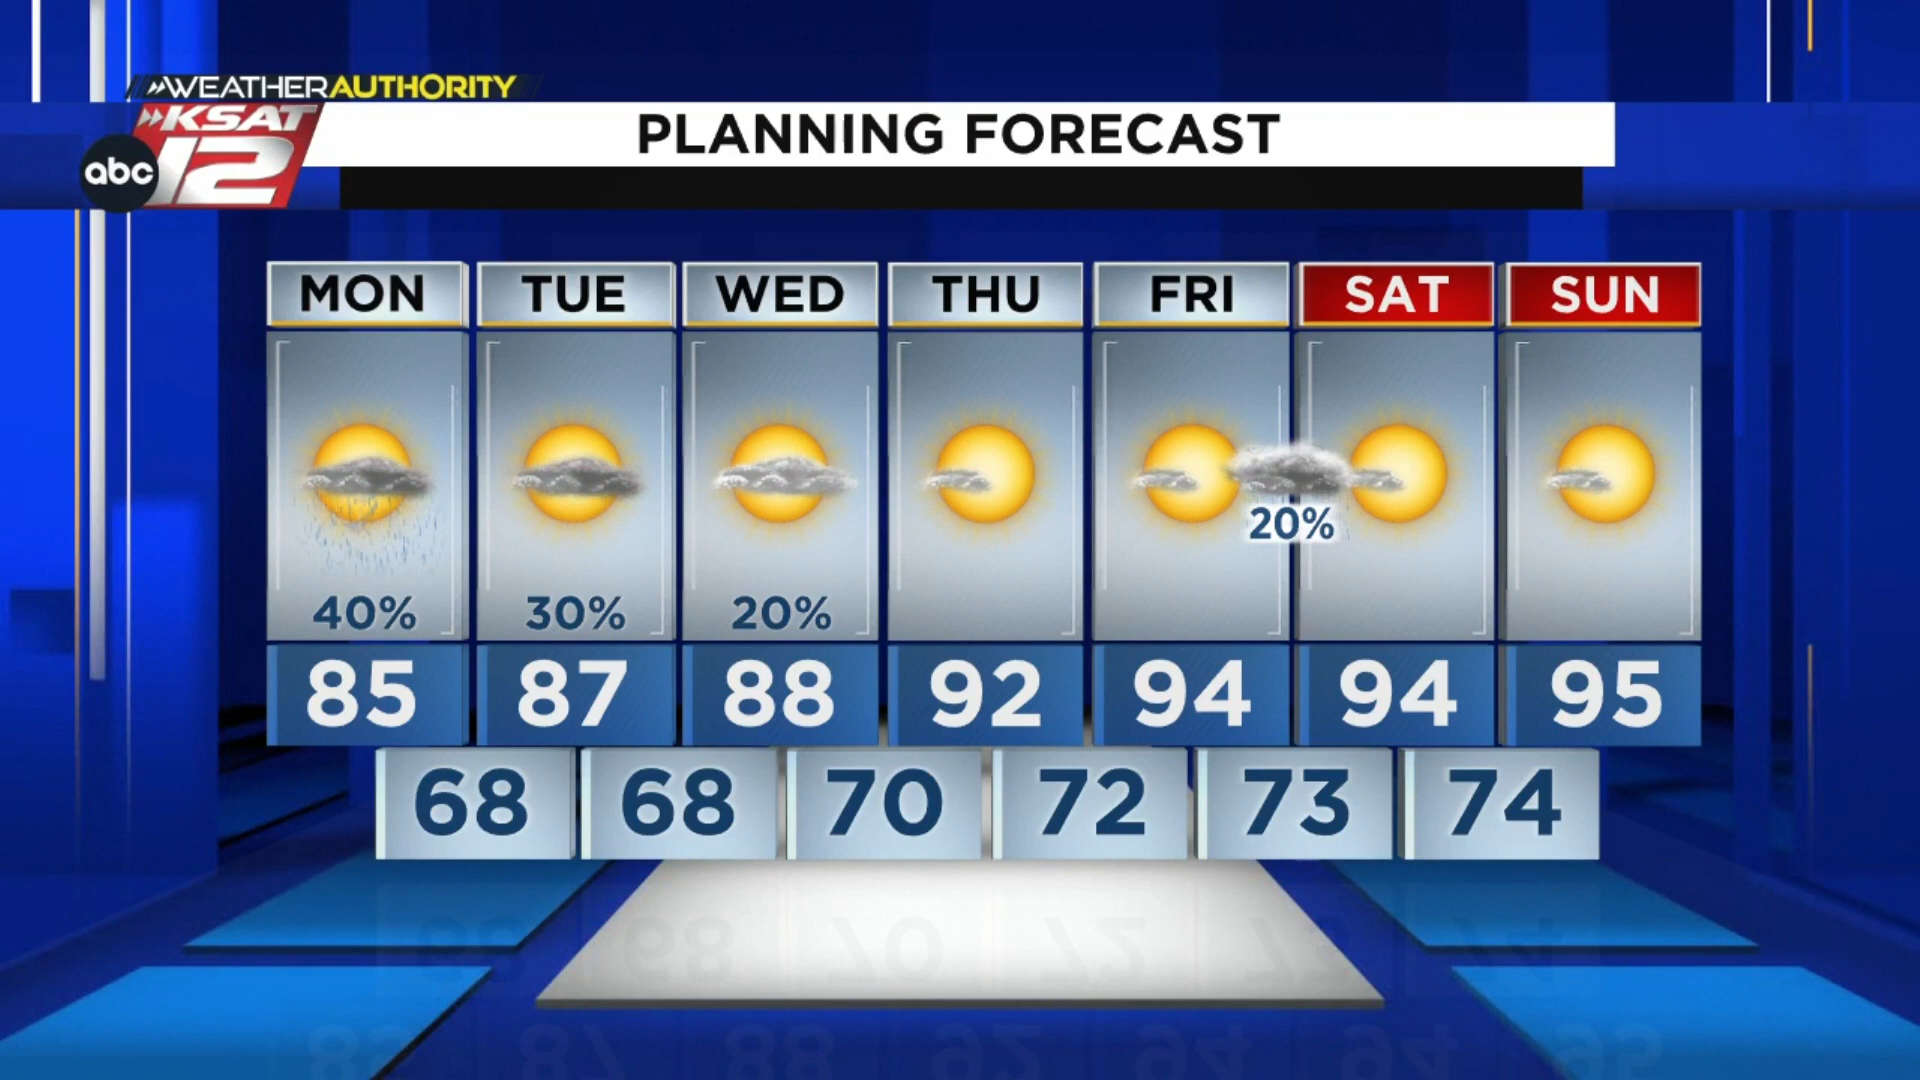 WEATHERAUTHORITY
KSAT
abc 12
PLANNING FORECAST
MON TUE WED THU FRI SAT SUN
20%
40% 30% 20%
85 87 88 92 94 94 95
68 68 70 72 73 74